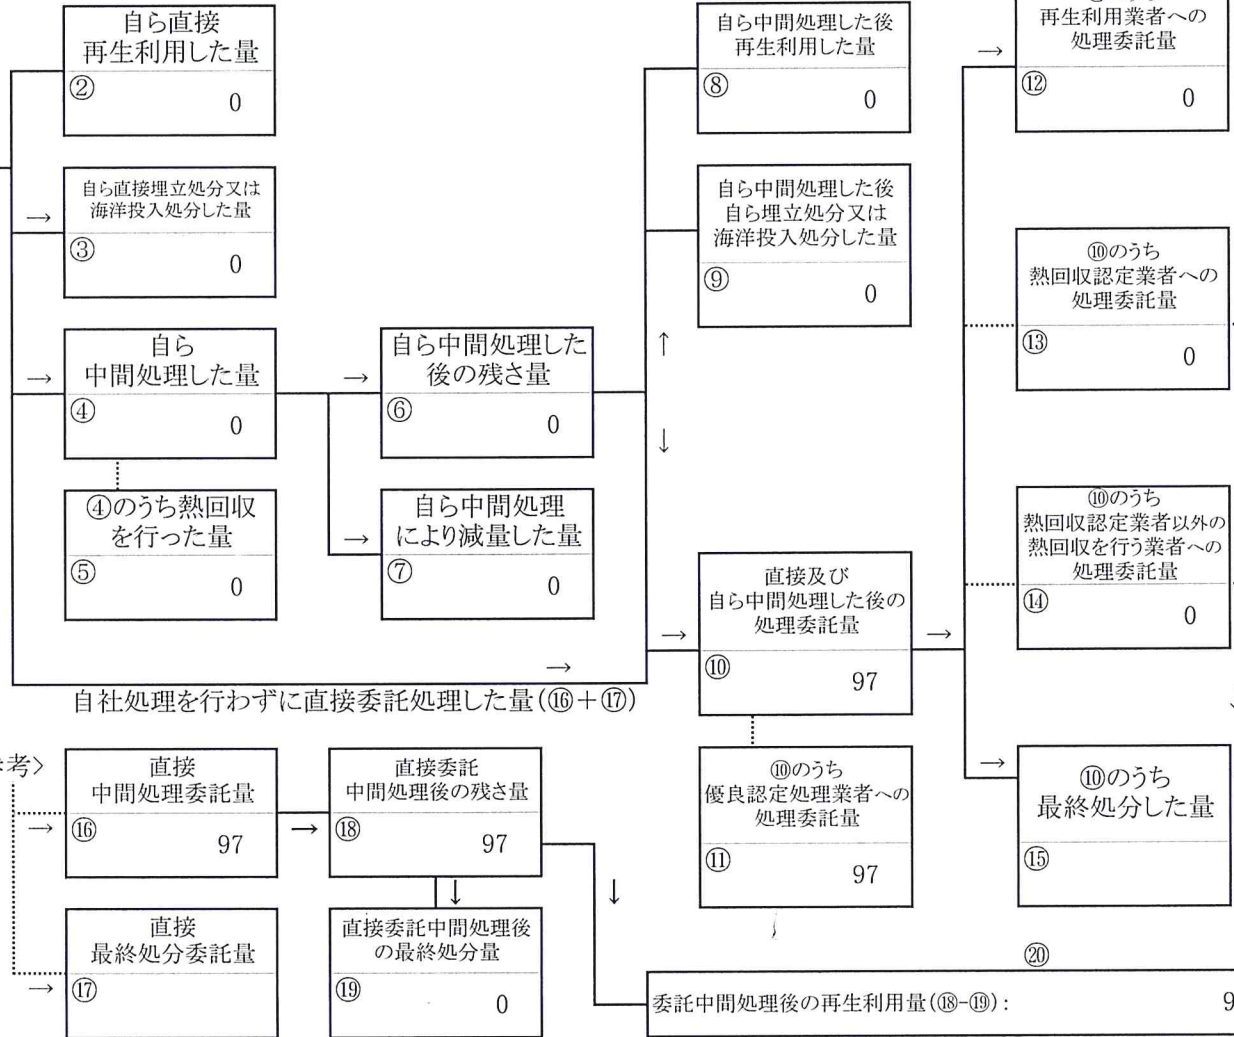 自ら直接
再生利用した量
② 0
自ら直接埋立処分又は
海洋投入処分した量
→
③ 0
自ら
中間処理した量
→
④ 0
④のうち熱回収
を行った量
⑤ 0
自ら中間処理した
後の残さ量
→
⑥ 0
自ら中間処理
により減量した量
→
⑦ 0
自ら中間処理した後
再生利用した量
⑧ 0
自ら中間処理した後
自ら埋立処分又は
海洋投入処分した量
⑨ 0
↑
↓
→
自社処理を行わずに直接委託処理した量(⑯+⑰)
直接及び
自ら中間処理した後の
処理委託量
→
⑩ 97
⑩のうち
優良認定処理業者への
処理委託量
⑪ 97
再生利用業者への
処理委託量
→
⑫ 0
⑩のうち
熱回収認定業者への
処理委託量
⑬ 0
⑩のうち
熱回収認定業者以外の
熱回収を行う業者への
処理委託量
⑭ 0
→
→
⑩のうち
最終処分した量
⑮
考>
直接
中間処理委託量
→
⑯ 97
直接委託
中間処理後の残さ量
→
⑱ 97
直接
最終処分委託量
→
⑰
↓
直接委託中間処理後
の最終処分量
⑲ 0
↓
⑳
委託中間処理後の再生利用量(⑱-⑲): 9